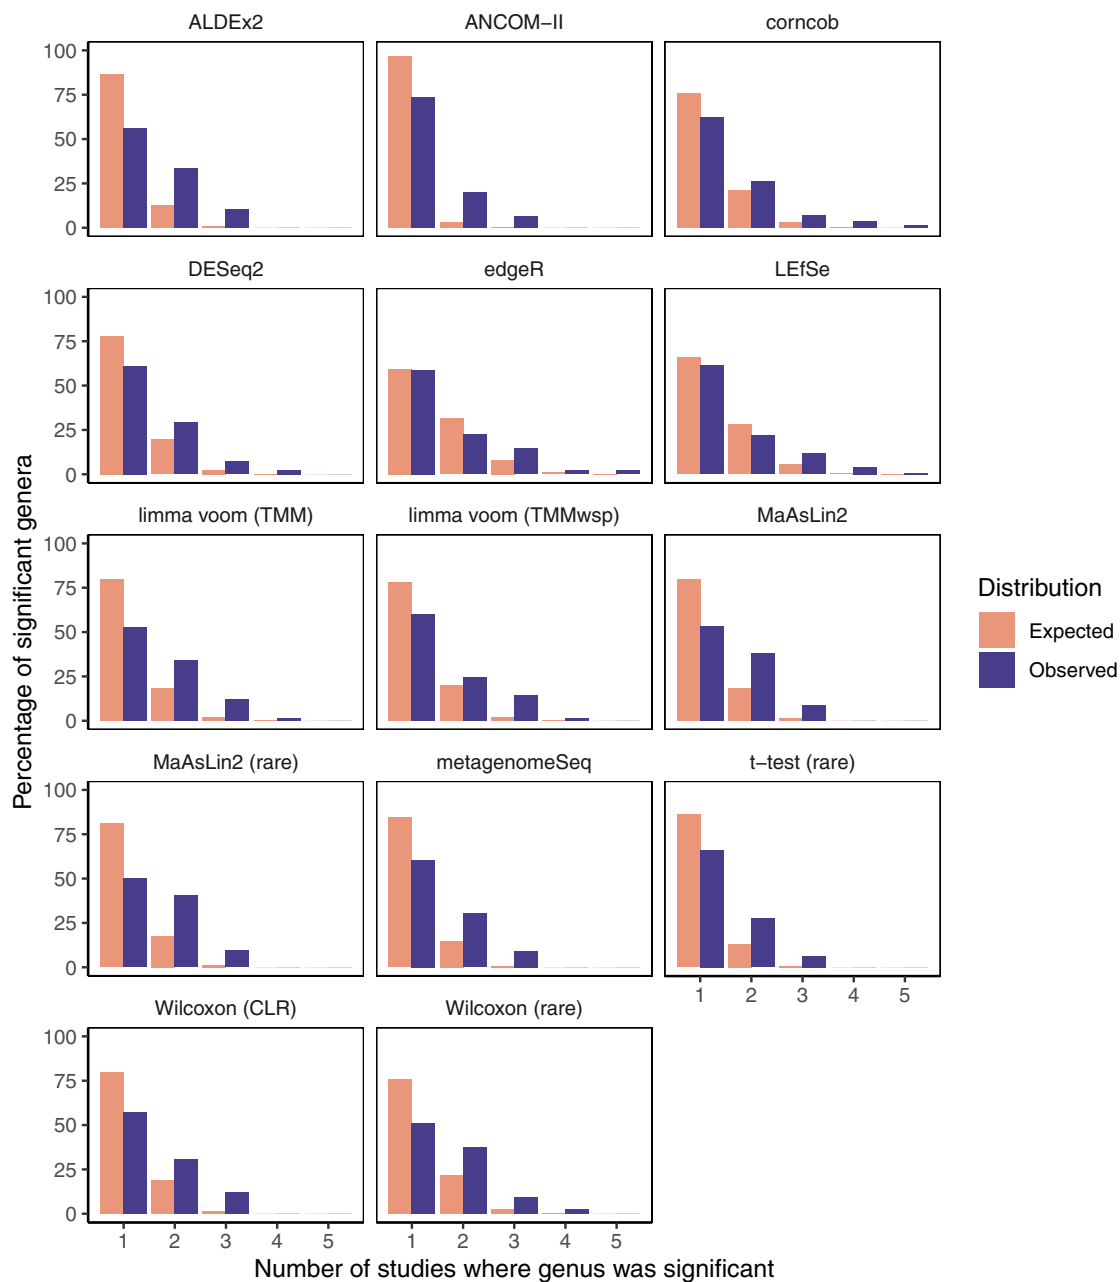 ALDEx2
ANCOM−II
corncob
100
75
50
25
0
DESeq2
edgeR
LEfSe
100
75
50
25
0
limma voom (TMM)
limma voom (TMMwsp)
MaAsLin2
100
75
50
25
0
MaAsLin2 (rare)
metagenomeSeq
t−test (rare)
100
75
50
25
0
1 2 3 4 5
Wilcoxon (CLR)
Wilcoxon (rare)
100
75
50
25
0
1 2 3 4 5
1 2 3 4 5
Number of studies where genus was significant
Percentage of significant genera
Distribution
Expected
Observed